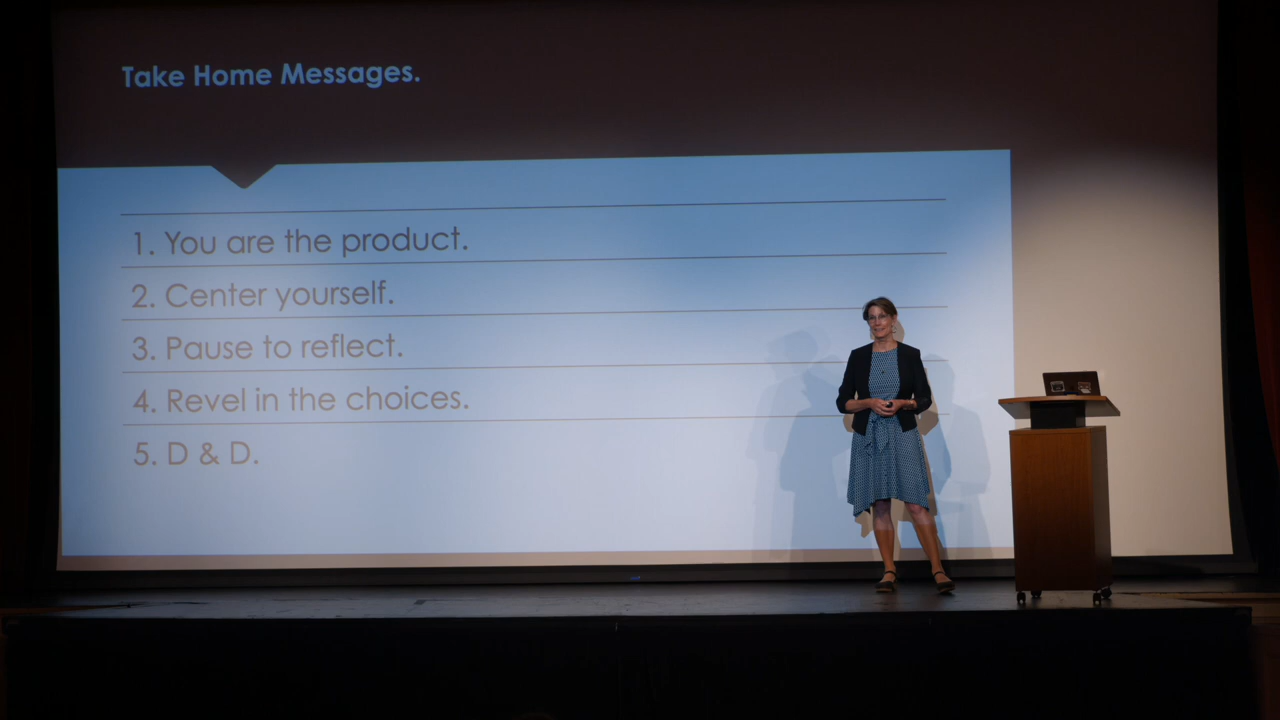 Take Home Messages.
1. You are the product.
2. Center yourself.
3. Pause to reflect.
4. Revel in the choices.
5. D & D.